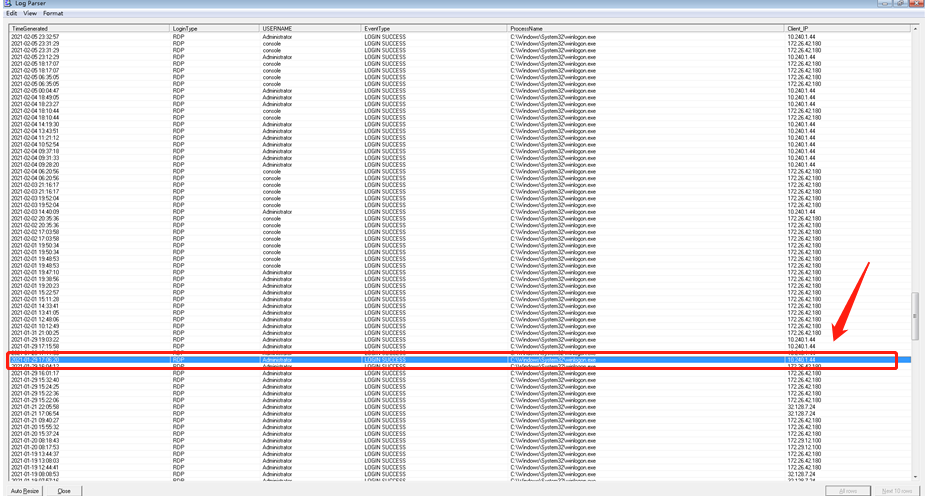 Log Parser
Edit View Format
TimeGenerated LoginType USERNAME EventType ProcessName Client_IP
2021-02-05 23:32:57 RDP Administrator LOGIN SUCCESS C:\Windows\System32\winlogon.exe 10.240.1.44
2021-02-05 23:31:29 RDP console LOGIN SUCCESS C:\Windows\System32\winlogon.exe 172.26.42.180
2021-02-05 23:31:29 RDP console LOGIN SUCCESS C:\Windows\System32\winlogon.exe 172.26.42.180
2021-02-05 23:12:29 RDP Administrator LOGIN SUCCESS C:\Windows\System32\winlogon.exe 10.240.1.44
2021-02-05 18:17:07 RDP console LOGIN SUCCESS C:\Windows\System32\winlogon.exe 172.26.42.180
2021-02-05 18:17:07 RDP console LOGIN SUCCESS C:\Windows\System32\winlogon.exe 172.26.42.180
2021-02-05 06:35:05 RDP console LOGIN SUCCESS C:\Windows\System32\winlogon.exe 172.26.42.180
2021-02-05 06:35:05 RDP console LOGIN SUCCESS C:\Windows\System32\winlogon.exe 172.26.42.180
2021-02-05 00:04:47 RDP Administrator LOGIN SUCCESS C:\Windows\System32\winlogon.exe 10.240.1.44
2021-02-04 18:49:05 RDP Administrator LOGIN SUCCESS C:\Windows\System32\winlogon.exe 10.240.1.44
2021-02-04 18:23:27 RDP Administrator LOGIN SUCCESS C:\Windows\System32\winlogon.exe 10.240.1.44
2021-02-04 18:10:44 RDP console LOGIN SUCCESS C:\Windows\System32\winlogon.exe 172.26.42.180
2021-02-04 18:10:44 RDP console LOGIN SUCCESS C:\Windows\System32\winlogon.exe 172.26.42.180
2021-02-04 14:19:30 RDP Administrator LOGIN SUCCESS C:\Windows\System32\winlogon.exe 10.240.1.44
2021-02-04 13:43:51 RDP Administrator LOGIN SUCCESS C:\Windows\System32\winlogon.exe 10.240.1.44
2021-02-04 11:21:12 RDP Administrator LOGIN SUCCESS C:\Windows\System32\winlogon.exe 10.240.1.44
2021-02-04 10:52:54 RDP Administrator LOGIN SUCCESS C:\Windows\System32\winlogon.exe 10.240.1.44
2021-02-04 09:37:18 RDP Administrator LOGIN SUCCESS C:\Windows\System32\winlogon.exe 10.240.1.44
2021-02-04 09:31:33 RDP Administrator LOGIN SUCCESS C:\Windows\System32\winlogon.exe 10.240.1.44
2021-02-04 09:28:20 RDP Administrator LOGIN SUCCESS C:\Windows\System32\winlogon.exe 10.240.1.44
2021-02-04 06:20:56 RDP console LOGIN SUCCESS C:\Windows\System32\winlogon.exe 172.26.42.180
2021-02-04 06:20:56 RDP console LOGIN SUCCESS C:\Windows\System32\winlogon.exe 172.26.42.180
2021-02-03 21:16:17 RDP console LOGIN SUCCESS C:\Windows\System32\winlogon.exe 172.26.42.180
2021-02-03 21:16:17 RDP console LOGIN SUCCESS C:\Windows\System32\winlogon.exe 172.26.42.180
2021-02-03 19:52:04 RDP console LOGIN SUCCESS C:\Windows\System32\winlogon.exe 172.26.42.180
2021-02-03 19:52:04 RDP console LOGIN SUCCESS C:\Windows\System32\winlogon.exe 172.26.42.180
2021-02-03 14:40:09 RDP Administrator LOGIN SUCCESS C:\Windows\System32\winlogon.exe 10.240.1.44
2021-02-02 20:35:36 RDP console LOGIN SUCCESS C:\Windows\System32\winlogon.exe 172.26.42.180
2021-02-02 20:35:36 RDP console LOGIN SUCCESS C:\Windows\System32\winlogon.exe 172.26.42.180
2021-02-02 17:03:58 RDP console LOGIN SUCCESS C:\Windows\System32\winlogon.exe 172.26.42.180
2021-02-02 17:03:58 RDP console LOGIN SUCCESS C:\Windows\System32\winlogon.exe 172.26.42.180
2021-02-01 19:50:34 RDP console LOGIN SUCCESS C:\Windows\System32\winlogon.exe 172.26.42.180
2021-02-01 19:50:34 RDP console LOGIN SUCCESS C:\Windows\System32\winlogon.exe 172.26.42.180
2021-02-01 19:48:53 RDP console LOGIN SUCCESS C:\Windows\System32\winlogon.exe 172.26.42.180
2021-02-01 19:48:53 RDP console LOGIN SUCCESS C:\Windows\System32\winlogon.exe 172.26.42.180
2021-02-01 19:47:10 RDP Administrator LOGIN SUCCESS C:\Windows\System32\winlogon.exe 172.26.42.180
2021-02-01 19:38:56 RDP Administrator LOGIN SUCCESS C:\Windows\System32\winlogon.exe 172.26.42.180
2021-02-01 19:20:23 RDP Administrator LOGIN SUCCESS C:\Windows\System32\winlogon.exe 172.26.42.180
2021-02-01 15:22:57 RDP Administrator LOGIN SUCCESS C:\Windows\System32\winlogon.exe 172.26.42.180
2021-02-01 15:11:28 RDP Administrator LOGIN SUCCESS C:\Windows\System32\winlogon.exe 172.26.42.180
2021-02-01 14:33:41 RDP Administrator LOGIN SUCCESS C:\Windows\System32\winlogon.exe 172.26.42.180
2021-02-01 13:41:05 RDP Administrator LOGIN SUCCESS C:\Windows\System32\winlogon.exe 172.26.42.180
2021-02-01 12:48:06 RDP Administrator LOGIN SUCCESS C:\Windows\System32\winlogon.exe 172.26.42.180
2021-02-01 10:12:49 RDP Administrator LOGIN SUCCESS C:\Windows\System32\winlogon.exe 172.26.42.180
2021-01-31 21:00:25 RDP Administrator LOGIN SUCCESS C:\Windows\System32\winlogon.exe 172.26.42.180
2021-01-29 19:03:22 RDP Administrator LOGIN SUCCESS C:\Windows\System32\winlogon.exe 10.240.1.44
2021-01-29 17:15:58 RDP Administrator LOGIN SUCCESS C:\Windows\System32\winlogon.exe 10.240.1.44
2021-01-29 17:06:20 RDP Administrator LOGIN SUCCESS C:\Windows\System32\winlogon.exe 10.240.1.44
2021-01-29 16:01:17 RDP Administrator LOGIN SUCCESS C:\Windows\System32\winlogon.exe 172.26.42.180
2021-01-29 15:32:40 RDP Administrator LOGIN SUCCESS C:\Windows\System32\winlogon.exe 172.26.42.180
2021-01-29 15:24:25 RDP Administrator LOGIN SUCCESS C:\Windows\System32\winlogon.exe 172.26.42.180
2021-01-29 15:22:36 RDP Administrator LOGIN SUCCESS C:\Windows\System32\winlogon.exe 172.26.42.180
2021-01-29 15:22:06 RDP Administrator LOGIN SUCCESS C:\Windows\System32\winlogon.exe 172.26.42.180
2021-01-21 22:05:58 RDP Administrator LOGIN SUCCESS C:\Windows\System32\winlogon.exe 32.128.7.24
2021-01-21 17:06:54 RDP Administrator LOGIN SUCCESS C:\Windows\System32\winlogon.exe 32.128.7.24
2021-01-21 09:40:27 RDP Administrator LOGIN SUCCESS C:\Windows\System32\winlogon.exe 172.26.42.180
2021-01-20 15:55:32 RDP Administrator LOGIN SUCCESS C:\Windows\System32\winlogon.exe 172.26.42.180
2021-01-20 15:37:24 RDP Administrator LOGIN SUCCESS C:\Windows\System32\winlogon.exe 172.26.42.180
2021-01-20 08:18:43 RDP Administrator LOGIN SUCCESS C:\Windows\System32\winlogon.exe 172.29.12.100
2021-01-20 08:17:53 RDP Administrator LOGIN SUCCESS C:\Windows\System32\winlogon.exe 172.29.12.100
2021-01-19 13:44:37 RDP Administrator LOGIN SUCCESS C:\Windows\System32\winlogon.exe 172.26.42.180
2021-01-19 13:08:03 RDP Administrator LOGIN SUCCESS C:\Windows\System32\winlogon.exe 172.26.42.180
2021-01-19 12:44:41 RDP Administrator LOGIN SUCCESS C:\Windows\System32\winlogon.exe 172.26.42.180
2021-01-19 08:08:53 RDP Administrator LOGIN SUCCESS C:\Windows\System32\winlogon.exe 32.128.7.24
Auto Resize Close All rows Next 10 rows